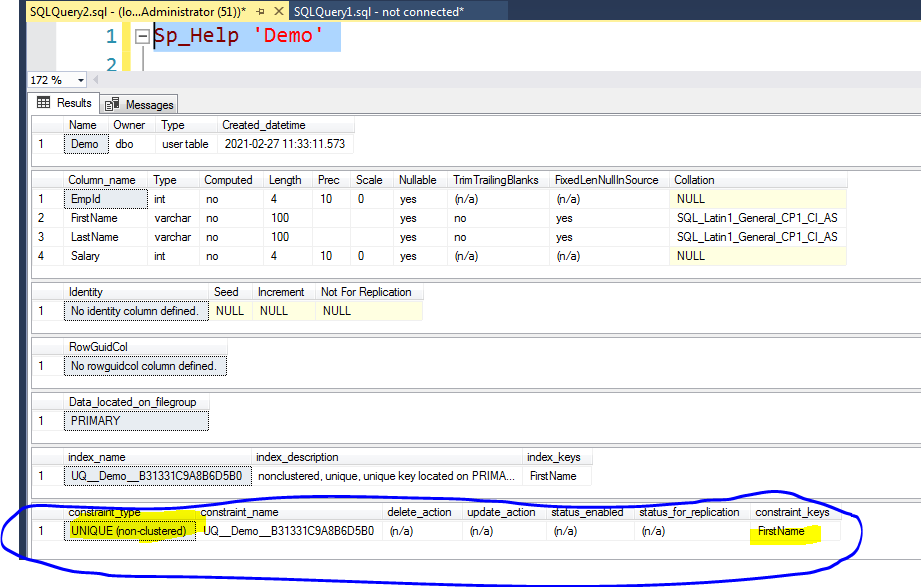 SQLQuery2.sql - (lo...Administrator (51))* SQLQuery1.sql - not connected*
1 Sp_Help 'Demo'
2
172 %
Results Messages
Name Owner Type Created_datetime
1 Demo dbo user table 2021-02-27 11:33:11.573
Column_name Type Computed Length Prec Scale Nullable TrimTrailingBlanks FixedLenNullInSource Collation
1 EmpId int no 4 10 0 yes (n/a) (n/a) NULL
2 FirstName varchar no 100 yes no yes SQL_Latin1_General_CP1_CI_AS
3 LastName varchar no 100 yes no yes SQL_Latin1_General_CP1_CI_AS
4 Salary int no 4 10 0 yes (n/a) (n/a) NULL
Identity Seed Increment Not For Replication
1 No identity column defined. NULL NULL NULL
RowGuidCol
1 No rowguidcol column defined.
Data_located_on_filegroup
1 PRIMARY
index_name index_description index_keys
1 UQ__Demo__B31331C9A8B6D5B0 nonclustered, unique, unique key located on PRIMA... FirstName
constraint_type constraint_name delete_action update_action status_enabled status_for_replication constraint_keys
1 UNIQUE (non-clustered) UQ__Demo__B31331C9A8B6D5B0 (n/a) (n/a) (n/a) (n/a) FirstName